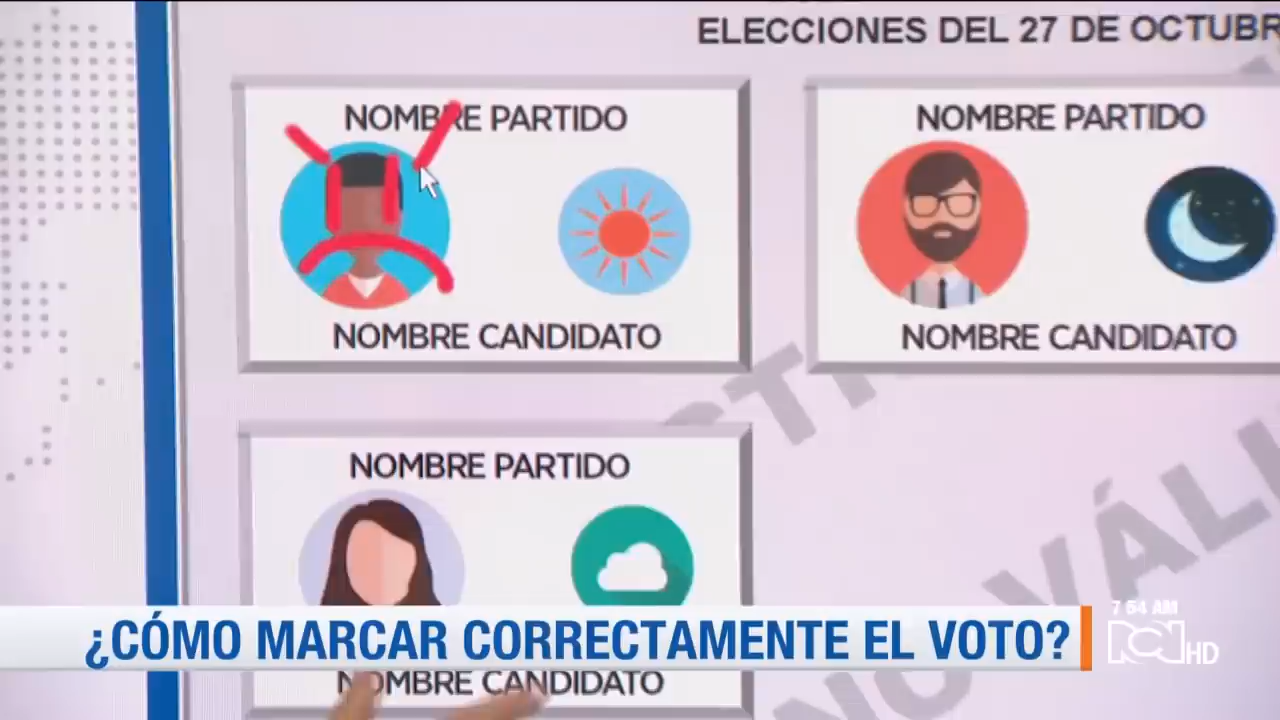 ELECCIONES DEL 27 DE OCTUBR
NOMBRE PARTIDO
NOMBRE CANDIDATO
NOMBRE PARTIDO
NOMBRE CANDIDATO
NOMBRE PARTIDO
NOMBRE CANDIDATO
¿CÓMO MARCAR CORRECTAMENTE EL VOTO?
7:54 AM
RCN HD